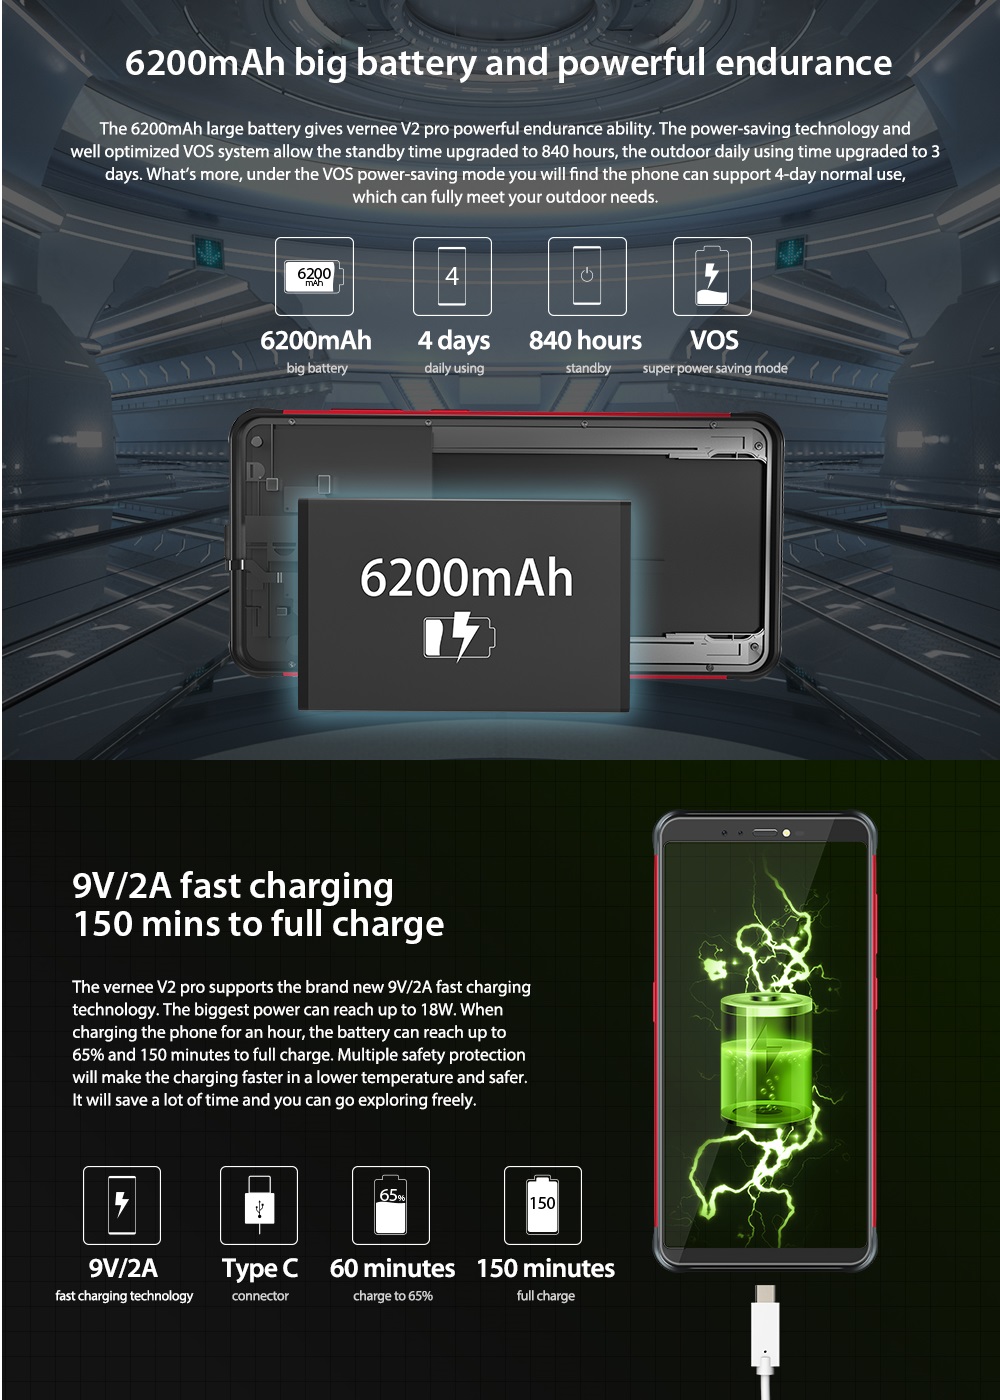 6200mAh big battery and powerful endurance
The 6200mAh large battery gives vernee V2 pro powerful endurance ability. The power-saving technology and
well optimized VOS system allow the standby time upgraded to 840 hours, the outdoor daily using time upgraded to 3
days. What's more, under the VOS power-saving mode you will find the phone can support 4-day normal use,
which can fully meet your outdoor needs.
6200
mAh
4
6200mAh
big battery
4 days
daily using
840 hours
standby
VOS
super power saving mode
6200mAh
9V/2A fast charging
150 mins to full charge
The vernee V2 pro supports the brand new 9V/2A fast charging
technology. The biggest power can reach up to 18W. When
charging the phone for an hour, the battery can reach up to
65% and 150 minutes to full charge. Multiple safety protection
will make the charging faster in a lower temperature and safer.
It will save a lot of time and you can go exploring freely.
65%
150
9V/2A
fast charging technology
Type C
connector
60 minutes
charge to 65%
150 minutes
full charge